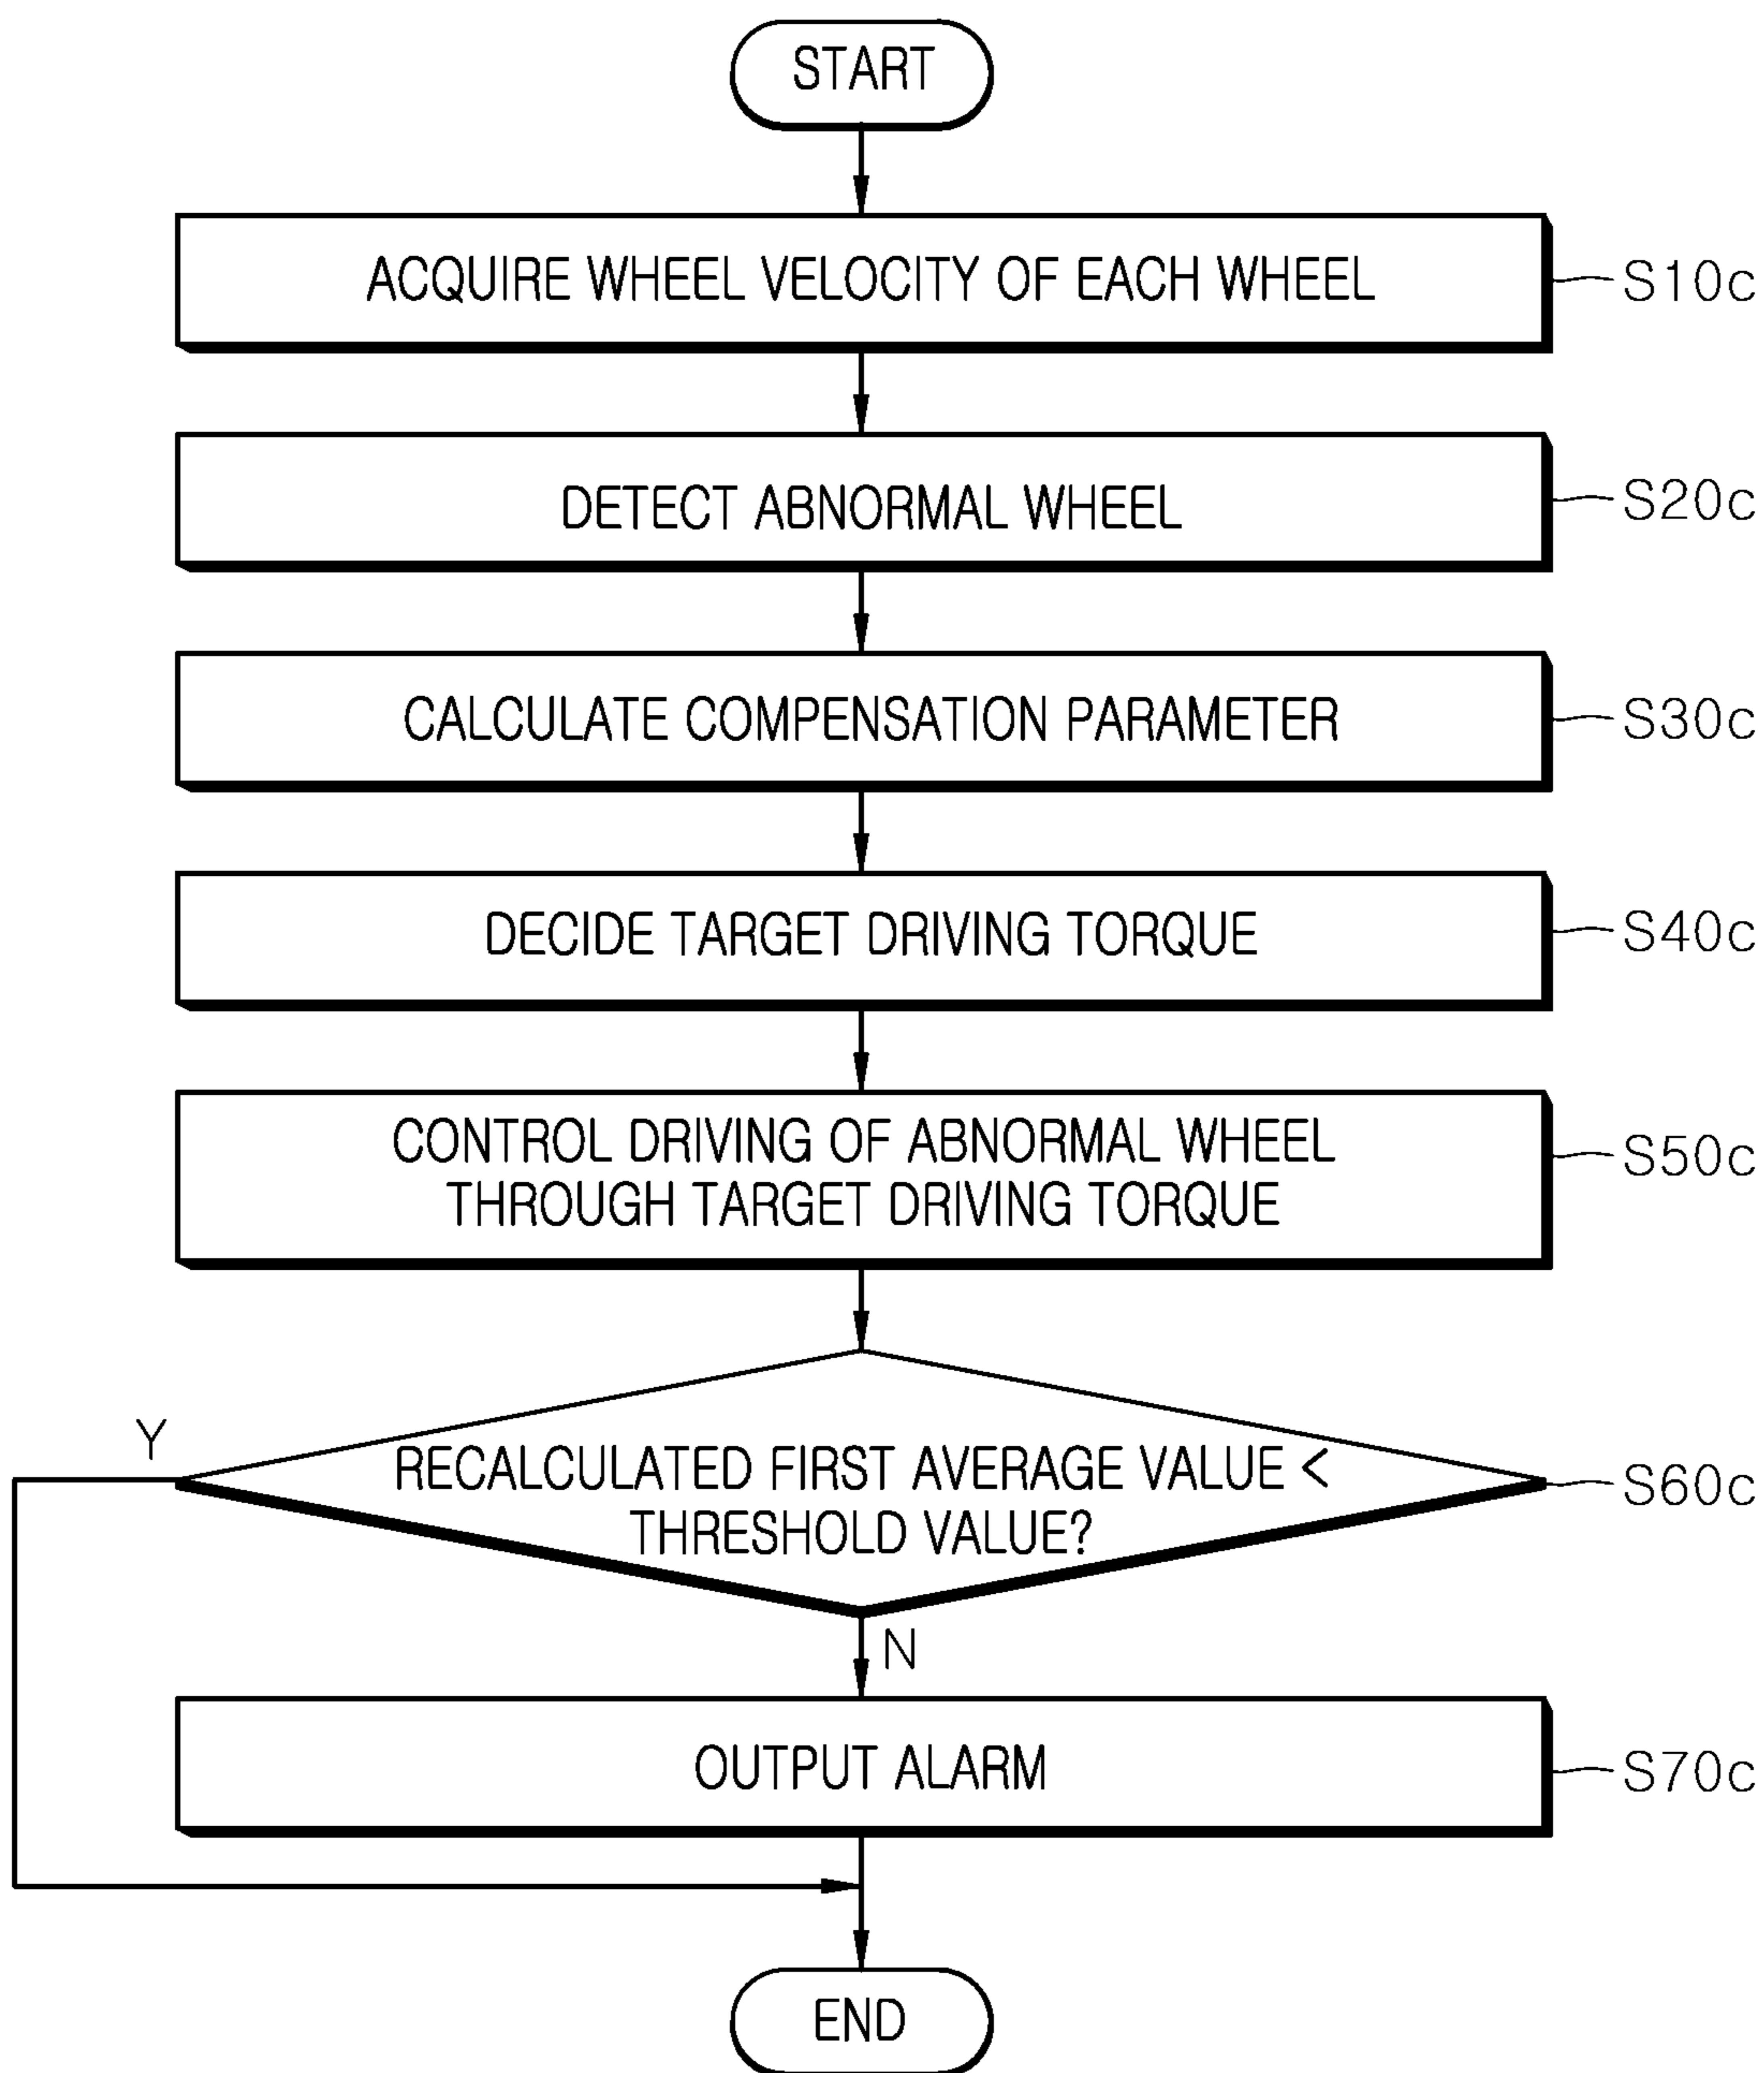 START
ACQUIRE WHEEL VELOCITY OF EACH WHEEL
S10c
DETECT ABNORMAL WHEEL
S20c
CALCULATE COMPENSATION PARAMETER
S30c
DECIDE TARGET DRIVING TORQUE
S40c
CONTROL DRIVING OF ABNORMAL WHEEL
THROUGH TARGET DRIVING TORQUE
S50c
Y
RECALCULATED FIRST AVERAGE VALUE <
THRESHOLD VALUE?
S60c
N
OUTPUT ALARM
S70c
END